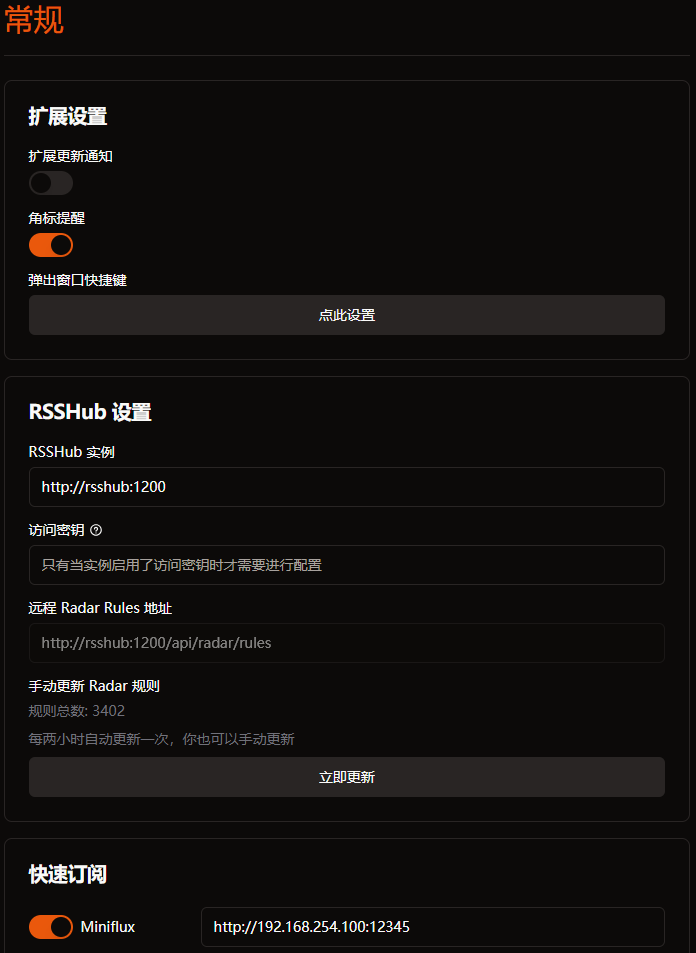 常规
扩展设置
扩展更新通知
角标提醒
弹出窗口快捷键
点此设置
RSSHub 设置
RSSHub 实例
http://rsshub:1200
访问密钥
只有当实例启用了访问密钥时才需要进行配置
远程 Radar Rules 地址
http://rsshub:1200/api/radar/rules
手动更新 Radar 规则
规则总数: 3402
每两小时自动更新一次，你也可以手动更新
立即更新
快速订阅
Miniflux http://192.168.254.100:12345